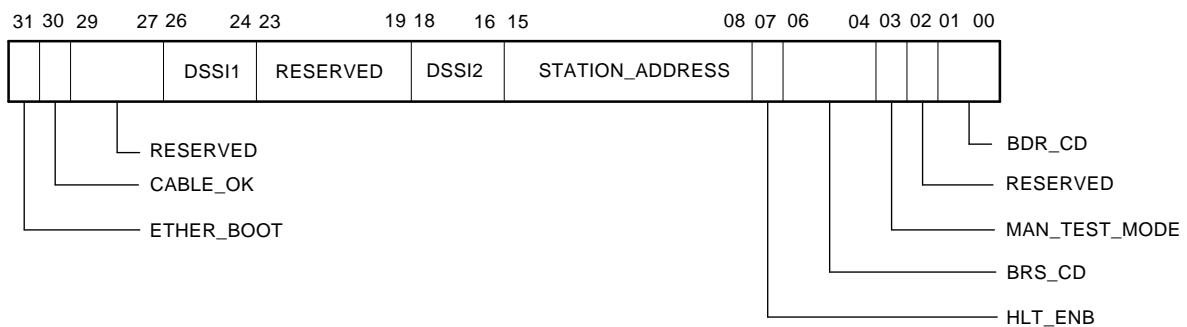 31 30 29 27 26 24 23 19 18 16 15 08 07 06 04 03 02 01 00
DSSI1 RESERVED DSSI2 STATION_ADDRESS
RESERVED
CABLE_OK
ETHER_BOOT
BDR_CD
RESERVED
MAN_TEST_MODE
BRS_CD
HLT_ENB